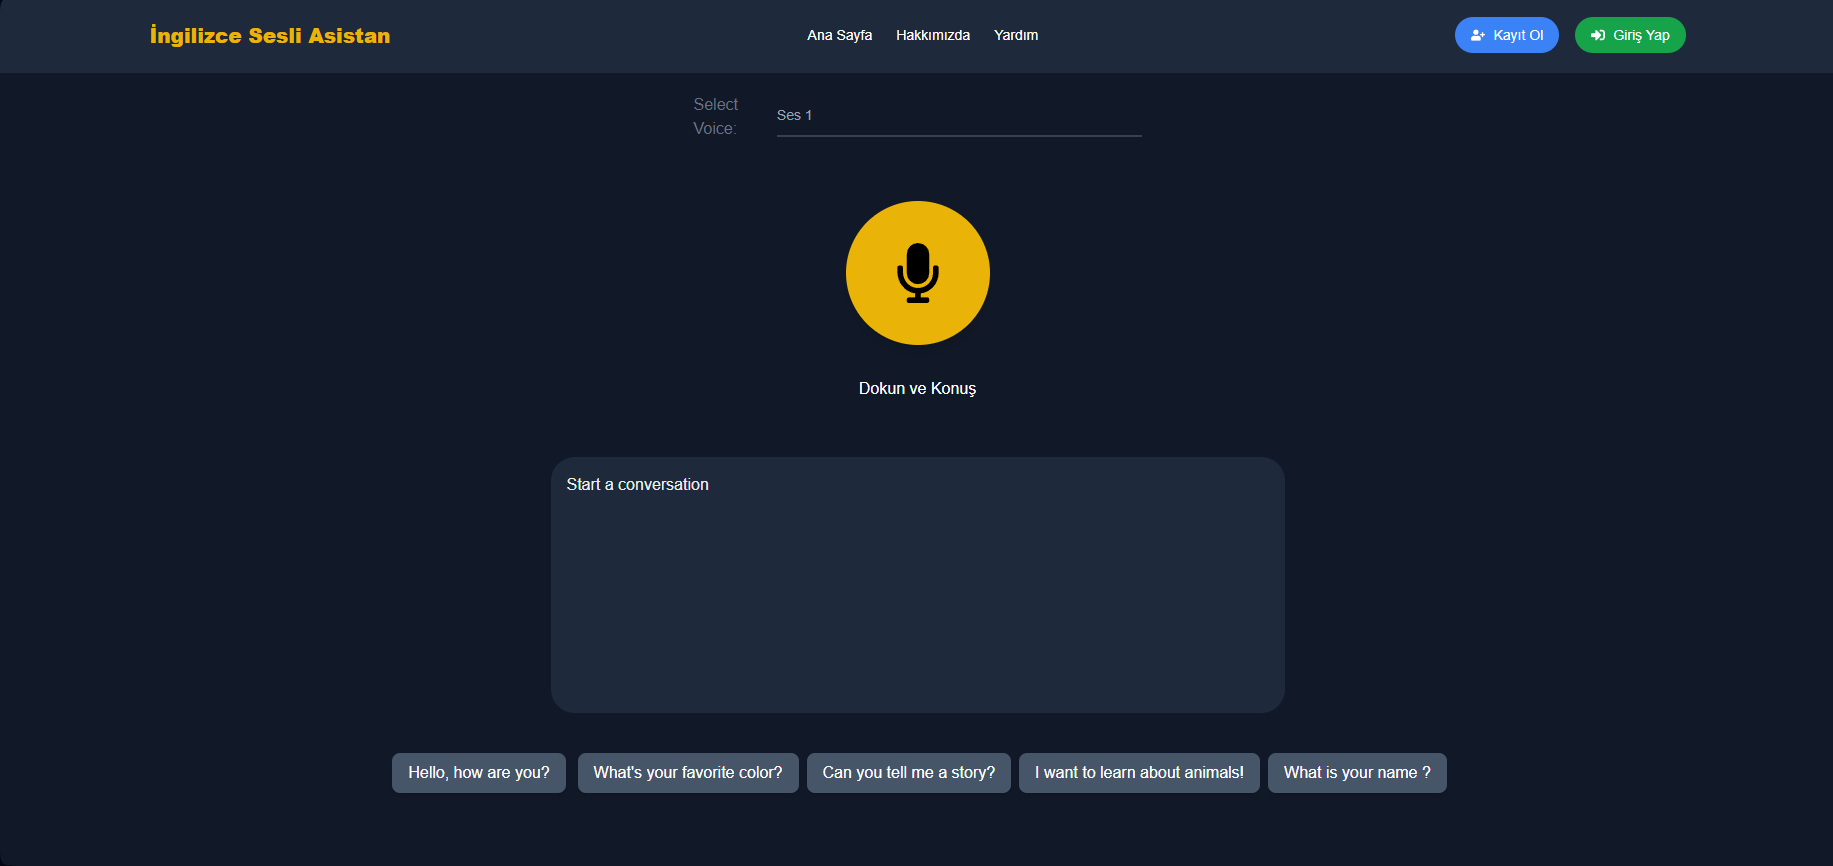 İngilizce Sesli Asistan
Ana Sayfa
Hakkımızda
Yardım
Kayıt Ol
Giriş Yap
Select
Voice:
Ses 1
Dokun ve Konuş
Start a conversation
Hello, how are you?
What's your favorite color?
Can you tell me a story?
I want to learn about animals!
What is your name ?